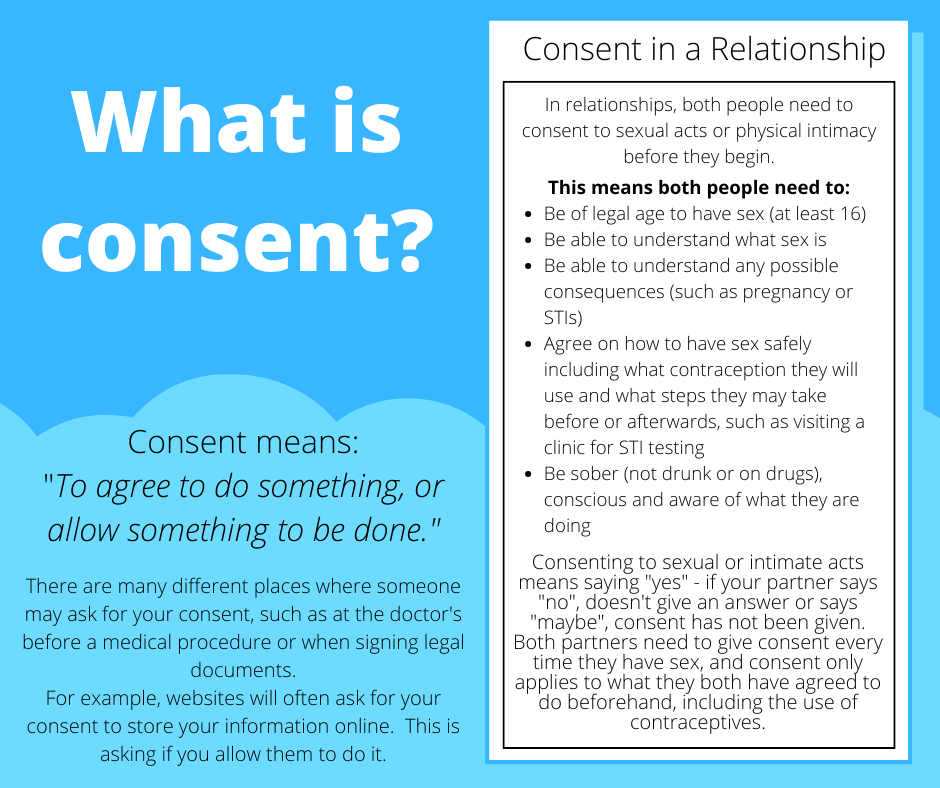 What is
consent?
Consent means:
"To agree to do something, or
allow something to be done."
There are many different places where someone
may ask for your consent, such as at the doctor's
before a medical procedure or when signing legal
documents.
For example, websites will often ask for your
consent to store your information online.  This is
asking if you allow them to do it.
Consent in a Relationship
In relationships, both people need to
consent to sexual acts or physical intimacy
before they begin.
This means both people need to:
• Be of legal age to have sex (at least 16)
• Be able to understand what sex is
• Be able to understand any possible
consequences (such as pregnancy or
STIs)
• Agree on how to have sex safely
including what contraception they will
use and what steps they may take
before or afterwards, such as visiting a
clinic for STI testing
• Be sober (not drunk or on drugs),
conscious and aware of what they are
doing
Consenting to sexual or intimate acts
means saying "yes" - if your partner says
"no", doesn't give an answer or says
"maybe", consent has not been given.
Both partners need to give consent every
time they have sex, and consent only
applies to what they both have agreed to
do beforehand, including the use of
contraceptives.